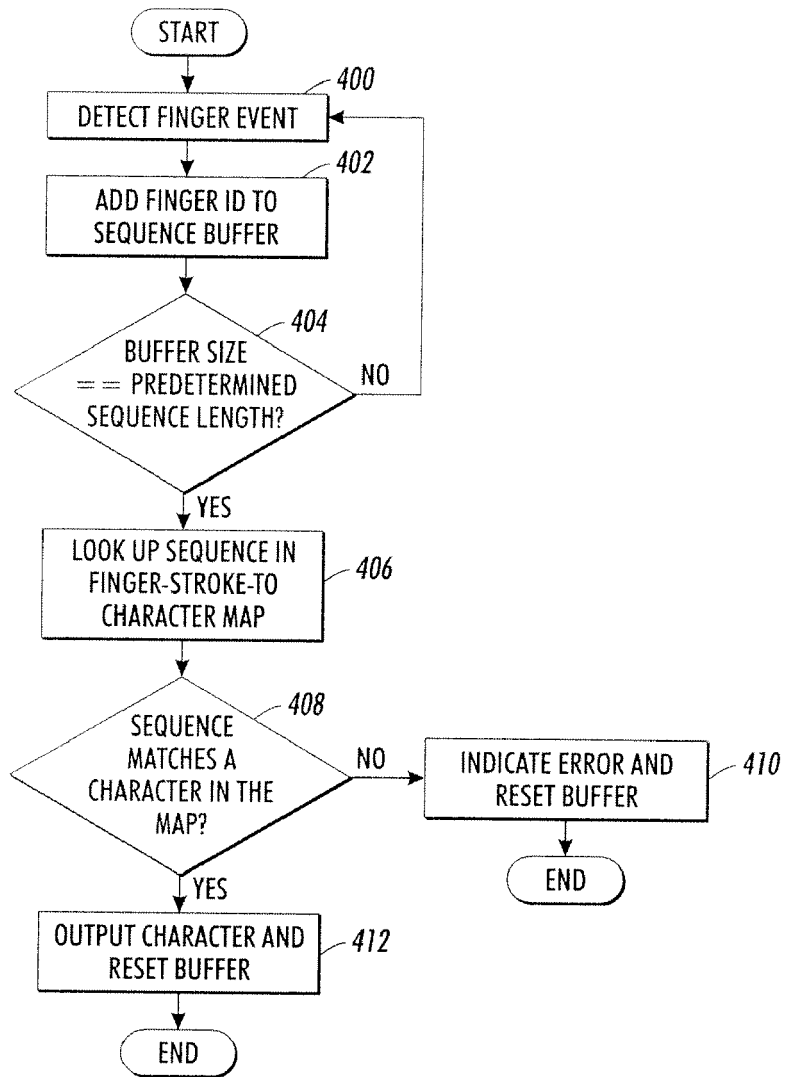 START
400
DETECT FINGER EVENT
402
ADD FINGER ID TO
SEQUENCE BUFFER
404
BUFFER SIZE
== PREDETERMINED
SEQUENCE LENGTH?
NO
YES
LOOK UP SEQUENCE IN
FINGER-STROKE-TO
CHARACTER MAP
406
408
SEQUENCE
MATCHES A
CHARACTER IN THE
MAP?
NO
INDICATE ERROR AND
RESET BUFFER
410
END
YES
OUTPUT CHARACTER AND
RESET BUFFER
412
END